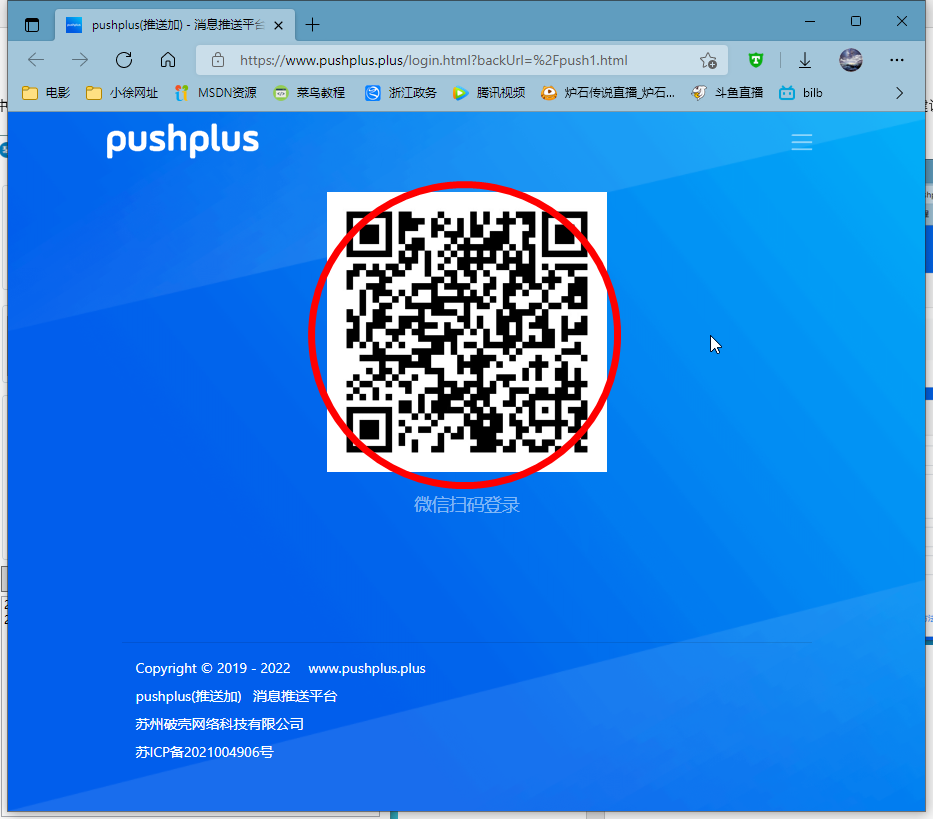 pushplus(推送加) - 消息推送平台
https://www.pushplus.plus/login.html?backUrl=%2Fpush1.html
电影 小徐网址 MSDN资源 菜鸟教程 浙江政务 腾讯视频 炉石传说直播_炉石... 斗鱼直播 bilb
pushplus
微信扫码登录
Copyright © 2019 - 2022 www.pushplus.plus
pushplus(推送加) 消息推送平台
苏州破壳网络科技有限公司
苏ICP备2021004906号